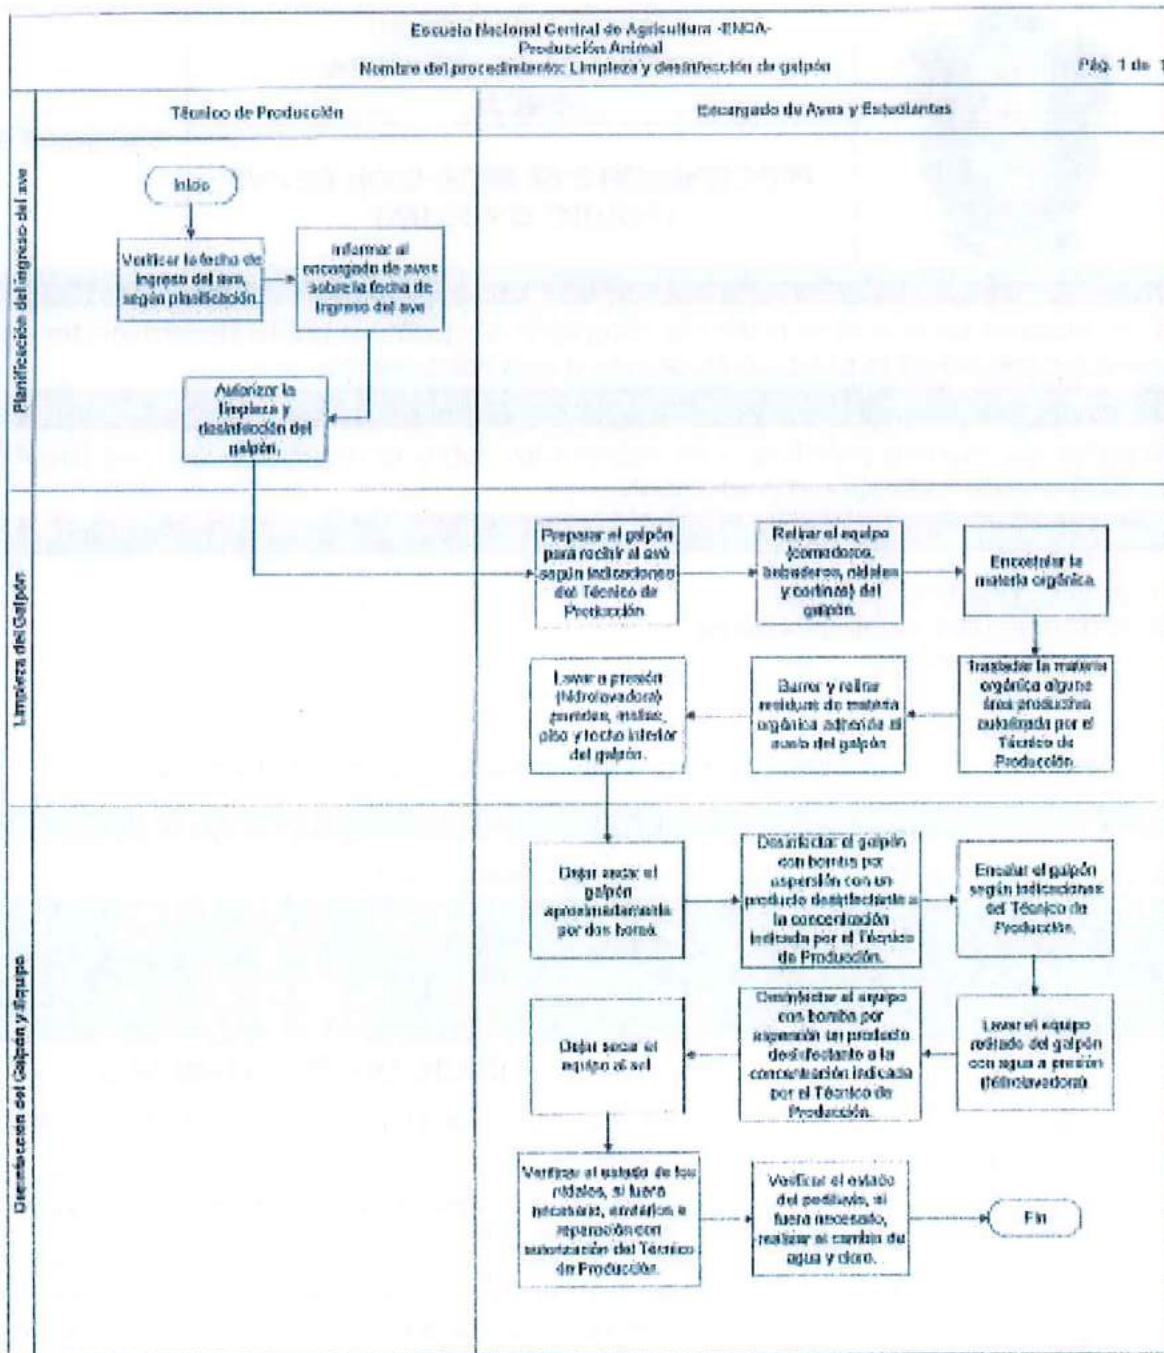 Escuela Nacional Central de Agricultura -ENCA-
Producción Animal
Nombre del procedimiento: Limpieza y desinfección de galpón
Pág. 1 de 1
Técnico de Producción
Encargado de Aves y Estudiantes
Planificación del ingreso del ave
Inicio
Verificar la fecha de
ingreso del ave,
según planificación.
Informar al
encargado de aves
sobre la fecha de
ingreso del ave
Autorizar la
limpieza y
desinfección del
galpón.
Limpieza del Galpón
Preparar el galpón
para recibir al ave
según indicaciones
del Técnico de
Producción
Retirar el equipo
(comederos,
bebederos, nidales
y cortinas) del
galpón.
Encostalar la
materia orgánica.
Trasladar la materia
orgánica alguna
área productiva
autorizada por el
Técnico de
Producción
Barrer y retirar
residuos de materia
orgánica adherida al
suelo del galpón
Lavar a presión
(hidrolavadora)
paredes, mallas,
piso y techo interior
del galpón.
Desinfección del Galpón y Equipo
Dejar secar el
galpón
aproximadamente
por dos horas.
Desinfectar el galpón
con bomba por
aspersión con un
producto desinfectante a
la concentración
indicada por el Técnico
de Producción.
Encalar el galpón
según indicaciones
del Técnico de
Producción.
Lavar el equipo
retirado del galpón
con agua a presión
(hidrolavadora).
Desinfectar el equipo
con bomba por
aspersión un producto
desinfectante a la
concentración indicada
por el Técnico de
Producción.
Dejar secar el
equipo al sol
Verificar el estado de los
nidales, si fuera
necesario, enviarlos a
reparación con
autorización del Técnico
de Producción.
Verificar el estado
del pediluvio, si
fuera necesario,
realizar el cambio de
agua y cloro.
Fin